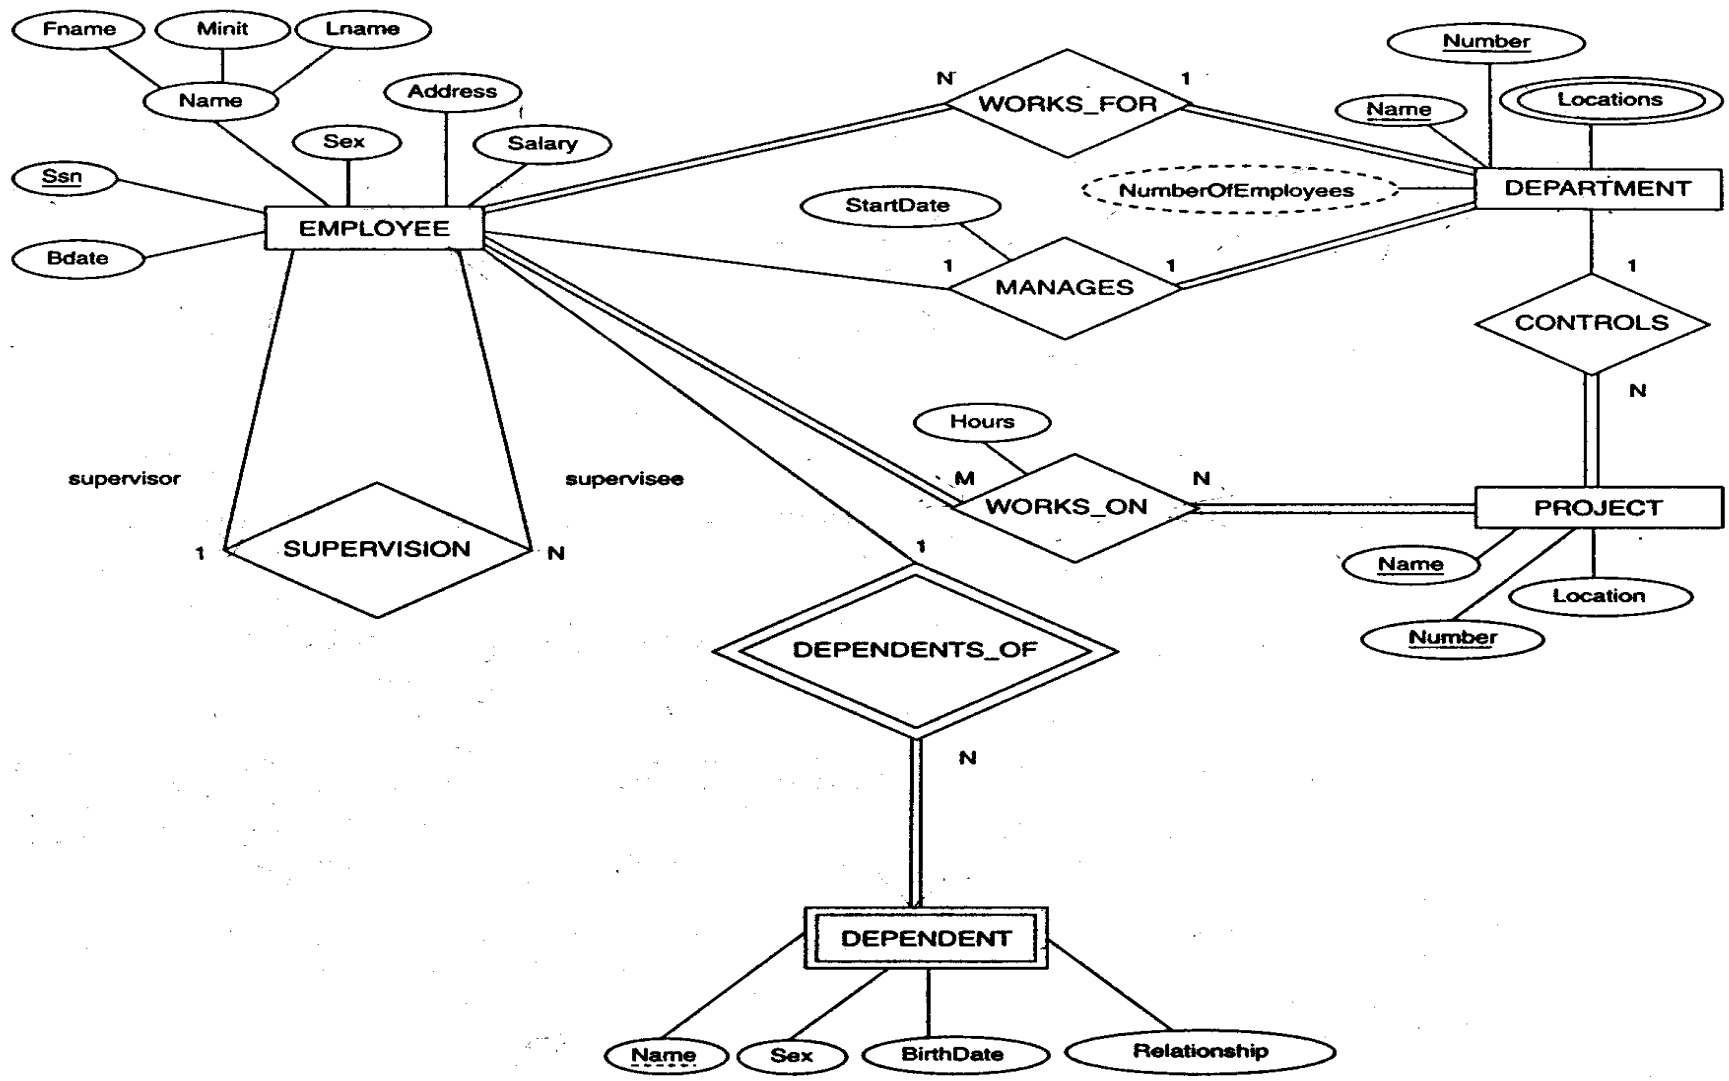 Fname
Minit
Lname
Name
Address
Sex
Salary
Ssn
Bdate
EMPLOYEE
N
WORKS_FOR
1
Number
Name
Locations
NumberOfEmployees
DEPARTMENT
StartDate
1
MANAGES
1
1
CONTROLS
N
Hours
M
WORKS_ON
N
PROJECT
Name
Number
Location
supervisor
supervisee
1
SUPERVISION
N
1
DEPENDENTS_OF
N
DEPENDENT
Name
Sex
BirthDate
Relationship